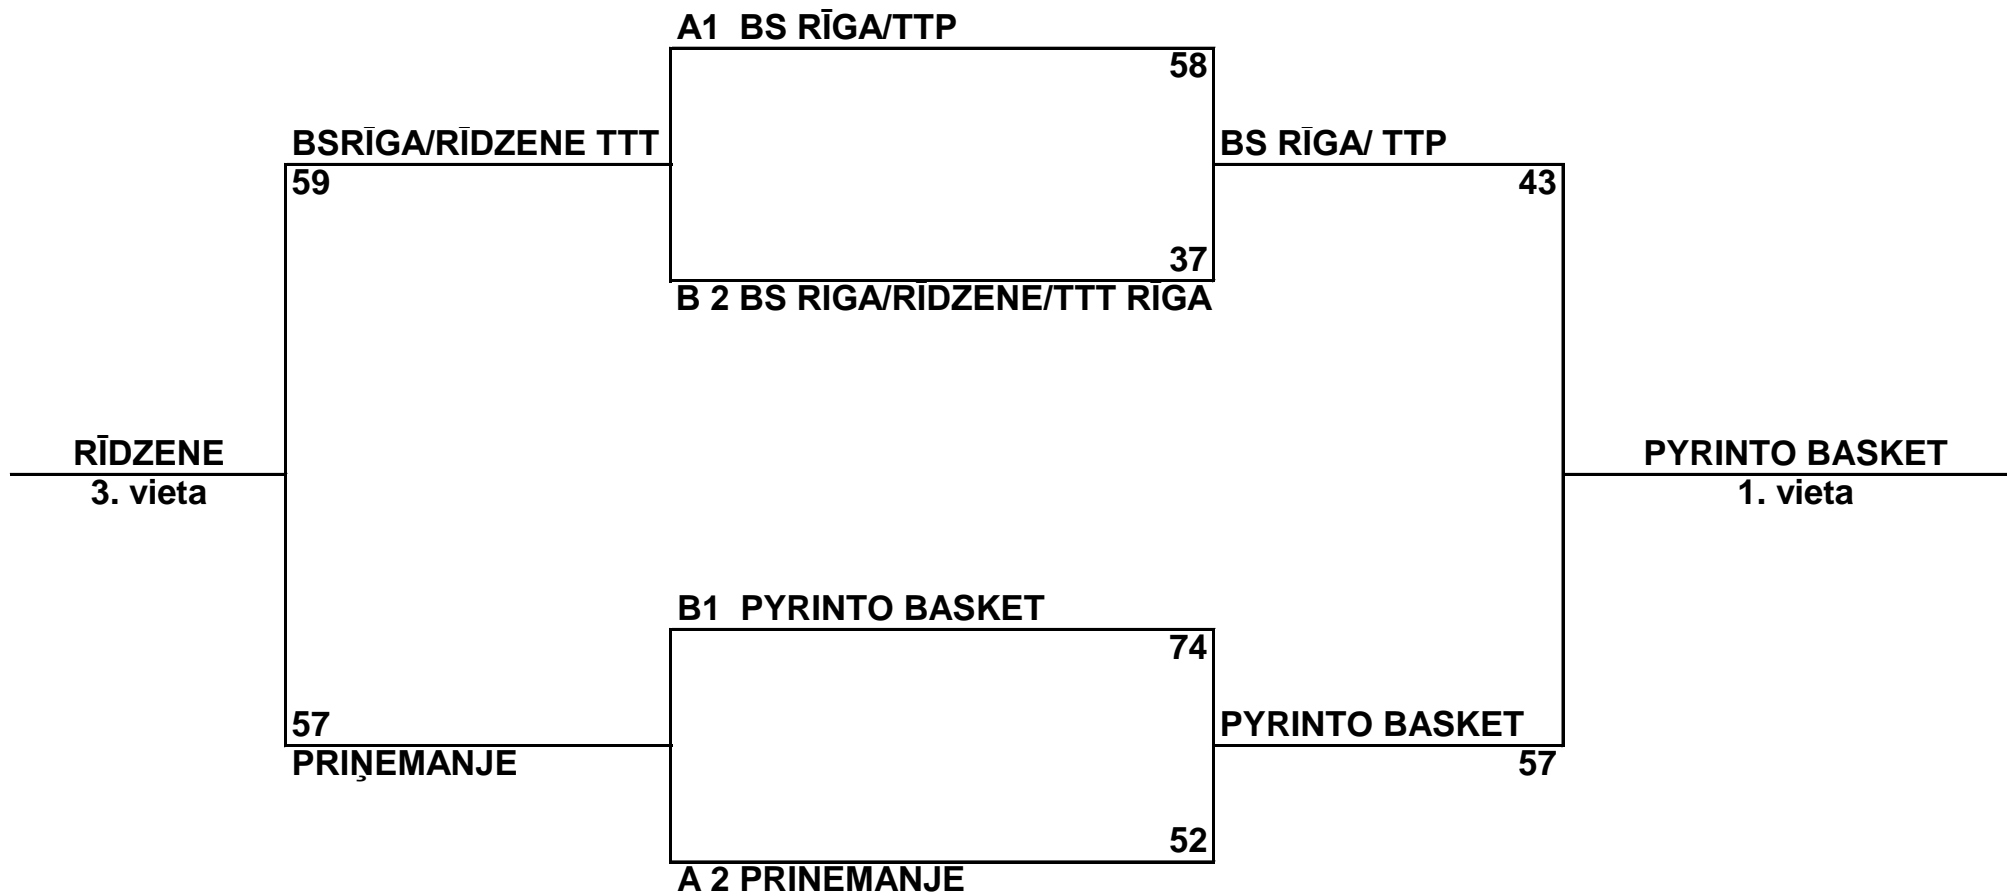 A1 BS RĪGA/TTP
58
BSRĪGA/RĪDZENE TTT
BS RĪGA/ TTP
59
43
37
B 2 BS RIGA/RĪDZENE/TTT RĪGA
RĪDZENE
PYRINTO BASKET
3. vieta
1. vieta
B1 PYRINTO BASKET
74
57
PYRINTO BASKET
PRIŅEMANJE
57
52
A 2 PRINEMANJE